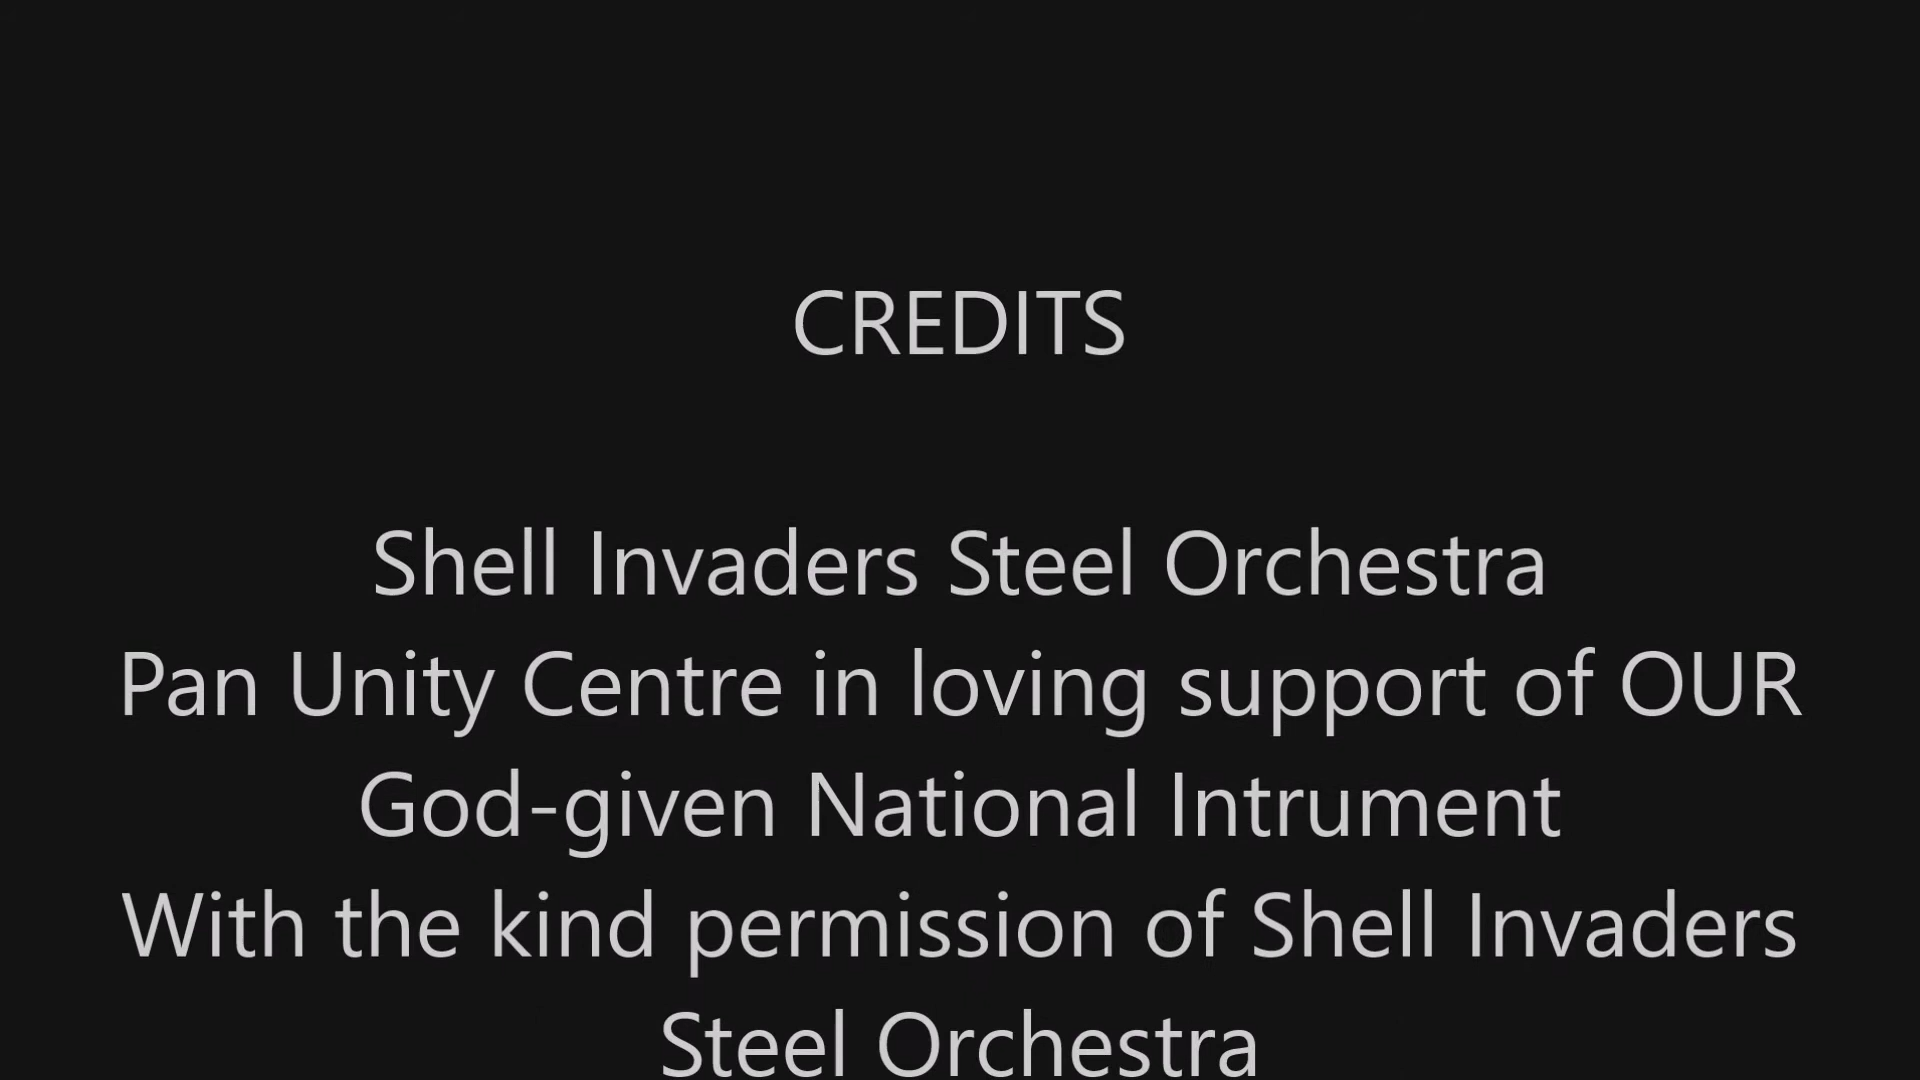 CREDITS
Shell Invaders Steel Orchestra
Pan Unity Centre in loving support of OUR
God-given National Intrument
With the kind permission of Shell Invaders
Steel Orchestra